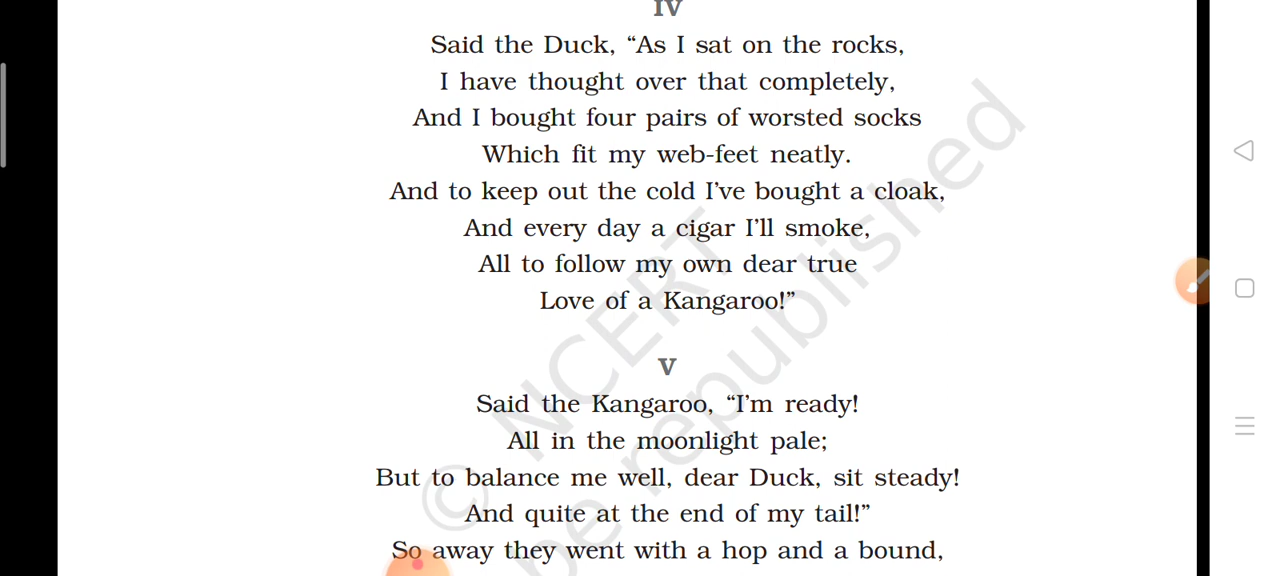 IV
Said the Duck, “As I sat on the rocks,
I have thought over that completely,
And I bought four pairs of worsted socks
Which fit my web-feet neatly.
And to keep out the cold I’ve bought a cloak,
And every day a cigar I’ll smoke,
All to follow my own dear true
Love of a Kangaroo!”
V
Said the Kangaroo, “I’m ready!
All in the moonlight pale;
But to balance me well, dear Duck, sit steady!
And quite at the end of my tail!”
So away they went with a hop and a bound,
© NCERT
be republished